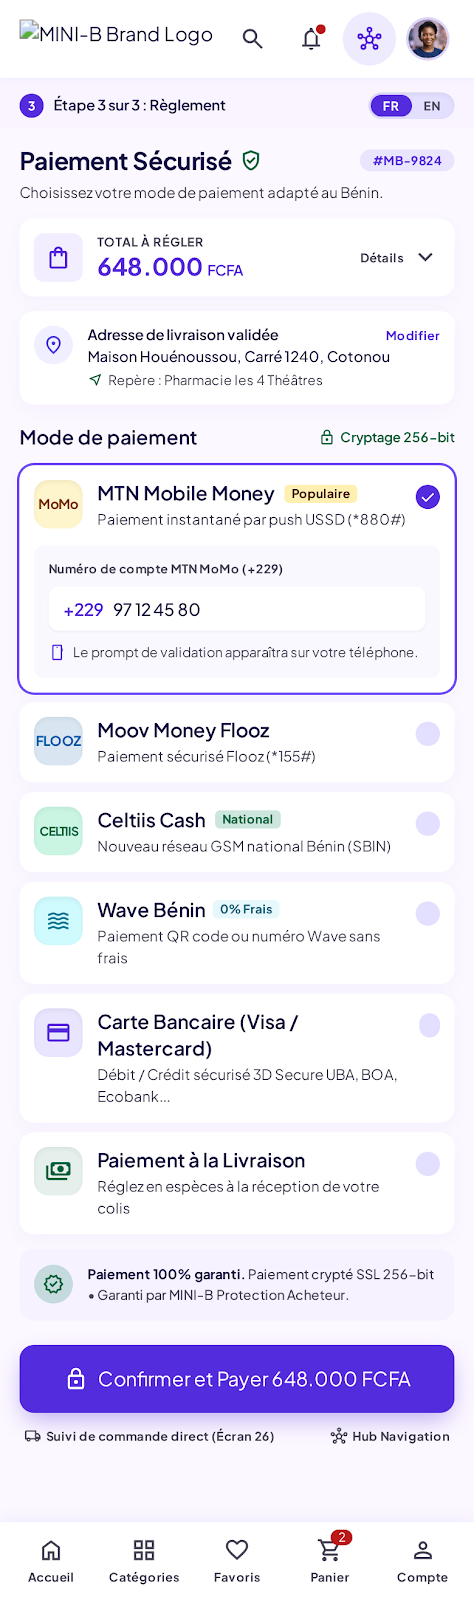 MINI-B Brand Logo
3 Étape 3 sur 3 : Règlement FR EN
Paiement Sécurisé #MB-9824
Choisissez votre mode de paiement adapté au Bénin.
TOTAL À RÉGLER
648.000 FCFA Détails
Adresse de livraison validée Modifier
Maison Houénoussou, Carré 1240, Cotonou
Repère : Pharmacie les 4 Théâtres
Mode de paiement Cryptage 256-bit
MoMo MTN Mobile Money Populaire
Paiement instantané par push USSD (*880#)
Numéro de compte MTN MoMo (+229)
+229 97 12 45 80
Le prompt de validation apparaîtra sur votre téléphone.
FLOOZ Moov Money Flooz
Paiement sécurisé Flooz (*155#)
CELTIIS Celtiis Cash National
Nouveau réseau GSM national Bénin (SBIN)
Wave Bénin 0% Frais
Paiement QR code ou numéro Wave sans
frais
Carte Bancaire (Visa /
Mastercard)
Débit / Crédit sécurisé 3D Secure UBA, BOA,
Ecobank...
Paiement à la Livraison
Réglez en espèces à la réception de votre
colis
Paiement 100% garanti. Paiement crypté SSL 256-bit
• Garanti par MINI-B Protection Acheteur.
Confirmer et Payer 648.000 FCFA
Suivi de commande direct (Écran 26) Hub Navigation
2
Accueil Catégories Favoris Panier Compte